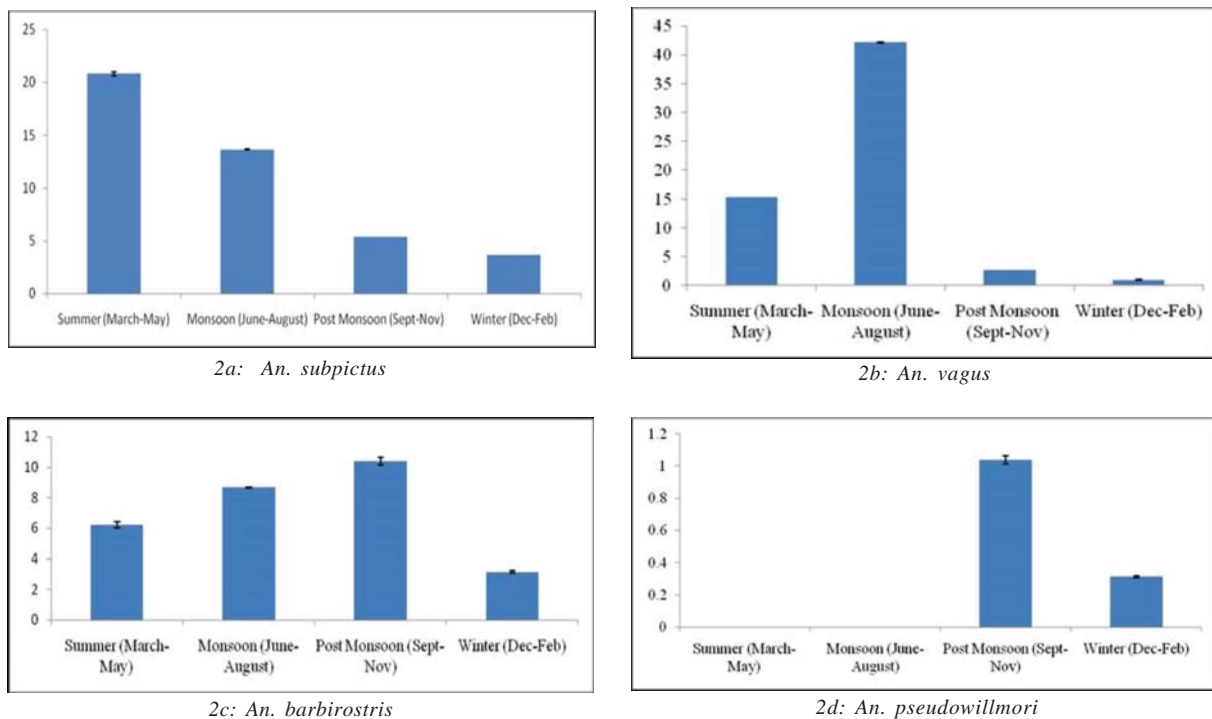 25
20
15
10
5
0
Summer (March-May) Monsoon (June-August) Post Monsoon (Sept-Nov) Winter (Dec-Feb)
2a: An. subpictus
45
40
35
30
25
20
15
10
5
0
Summer (March-
May)
Monsoon (June-
August)
Post Monsoon
(Sept-Nov)
Winter (Dec-Feb)
2b: An. vagus
12
10
8
6
4
2
0
Summer (March-
May)
Monsoon (June-
August)
Post Monsoon (Sept-
Nov)
Winter (Dec-Feb)
2c: An. barbirostris
1.2
1
0.8
0.6
0.4
0.2
0
Summer (March-
May)
Monsoon (June-
August)
Post Monsoon (Sept-
Nov)
Winter (Dec-Feb)
2d: An. pseudowillmori